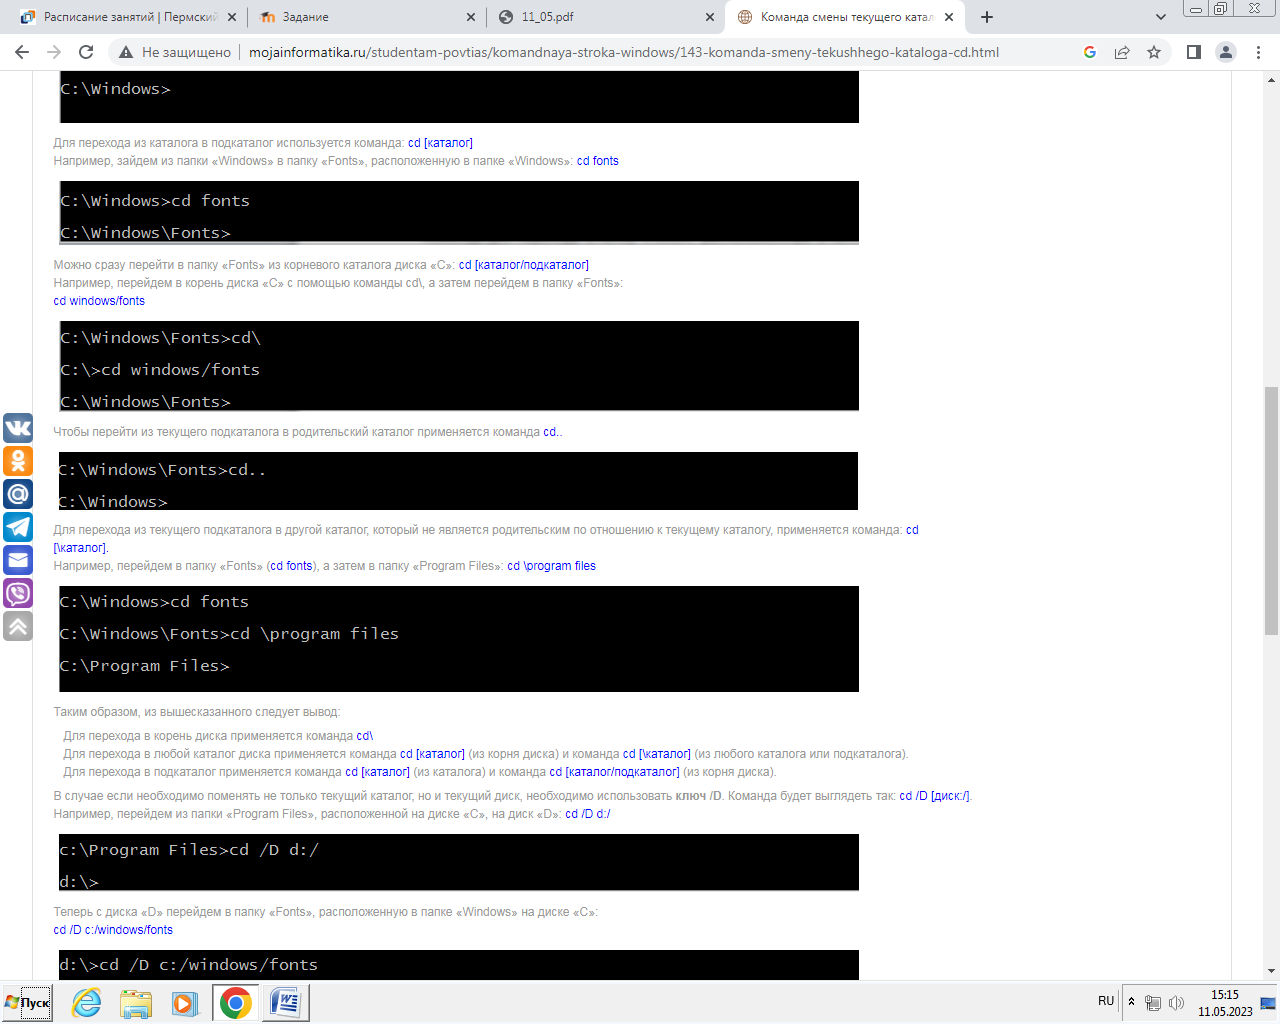 Расписание занятий | Пермский
Задание
11_05.pdf
Команда смены текущего катал
Не защищено
mojainformatika.ru/studentam-povtias/komandnaya-stroka-windows/143-komanda-smeny-tekushhego-kataloga-cd.html
C:\Windows>
Для перехода из каталога в подкаталог используется команда: cd [каталог]
Например, зайдем из папки «Windows» в папку «Fonts», расположенную в папке «Windows»: cd fonts
C:\Windows>cd fonts
C:\Windows\Fonts>
Можно сразу перейти в папку «Fonts» из корневого каталога диска «C»: cd [каталог/подкаталог]
Например, перейдем в корень диска «C» с помощью команды cd\, а затем перейдем в папку «Fonts»:
cd windows/fonts
C:\Windows\Fonts>cd\
C:\>cd windows/fonts
C:\Windows\Fonts>
Чтобы перейти из текущего подкаталога в родительский каталог применяется команда cd..
C:\Windows\Fonts>cd..
C:\Windows>
Для перехода из текущего подкаталога в другой каталог, который не является родительским по отношению к текущему каталогу, применяется команда: cd
[\каталог].
Например, перейдем в папку «Fonts» (cd fonts), а затем в папку «Program Files»: cd \program files
C:\Windows>cd fonts
C:\Windows\Fonts>cd \program files
C:\Program Files>
Таким образом, из вышесказанного следует вывод:
Для перехода в корень диска применяется команда cd\
Для перехода в любой каталог диска применяется команда cd [каталог] (из корня диска) и команда cd [\каталог] (из любого каталога или подкаталога).
Для перехода в подкаталог применяется команда cd [каталог] (из каталога) и команда cd [каталог/подкаталог] (из корня диска).
В случае если необходимо поменять не только текущий каталог, но и текущий диск, необходимо использовать ключ /D. Команда будет выглядеть так: cd /D [диск:/].
Например, перейдем из папки «Program Files», расположенной на диске «C», на диск «D»: cd /D d:/
c:\Program Files>cd /D d:/
d:\>
Теперь с диска «D» перейдем в папку «Fonts», расположенную в папке «Windows» на диске «C»:
cd /D c:/windows/fonts
d:\>cd /D c:/windows/fonts
Пуск
RU
15:15
11.05.2023